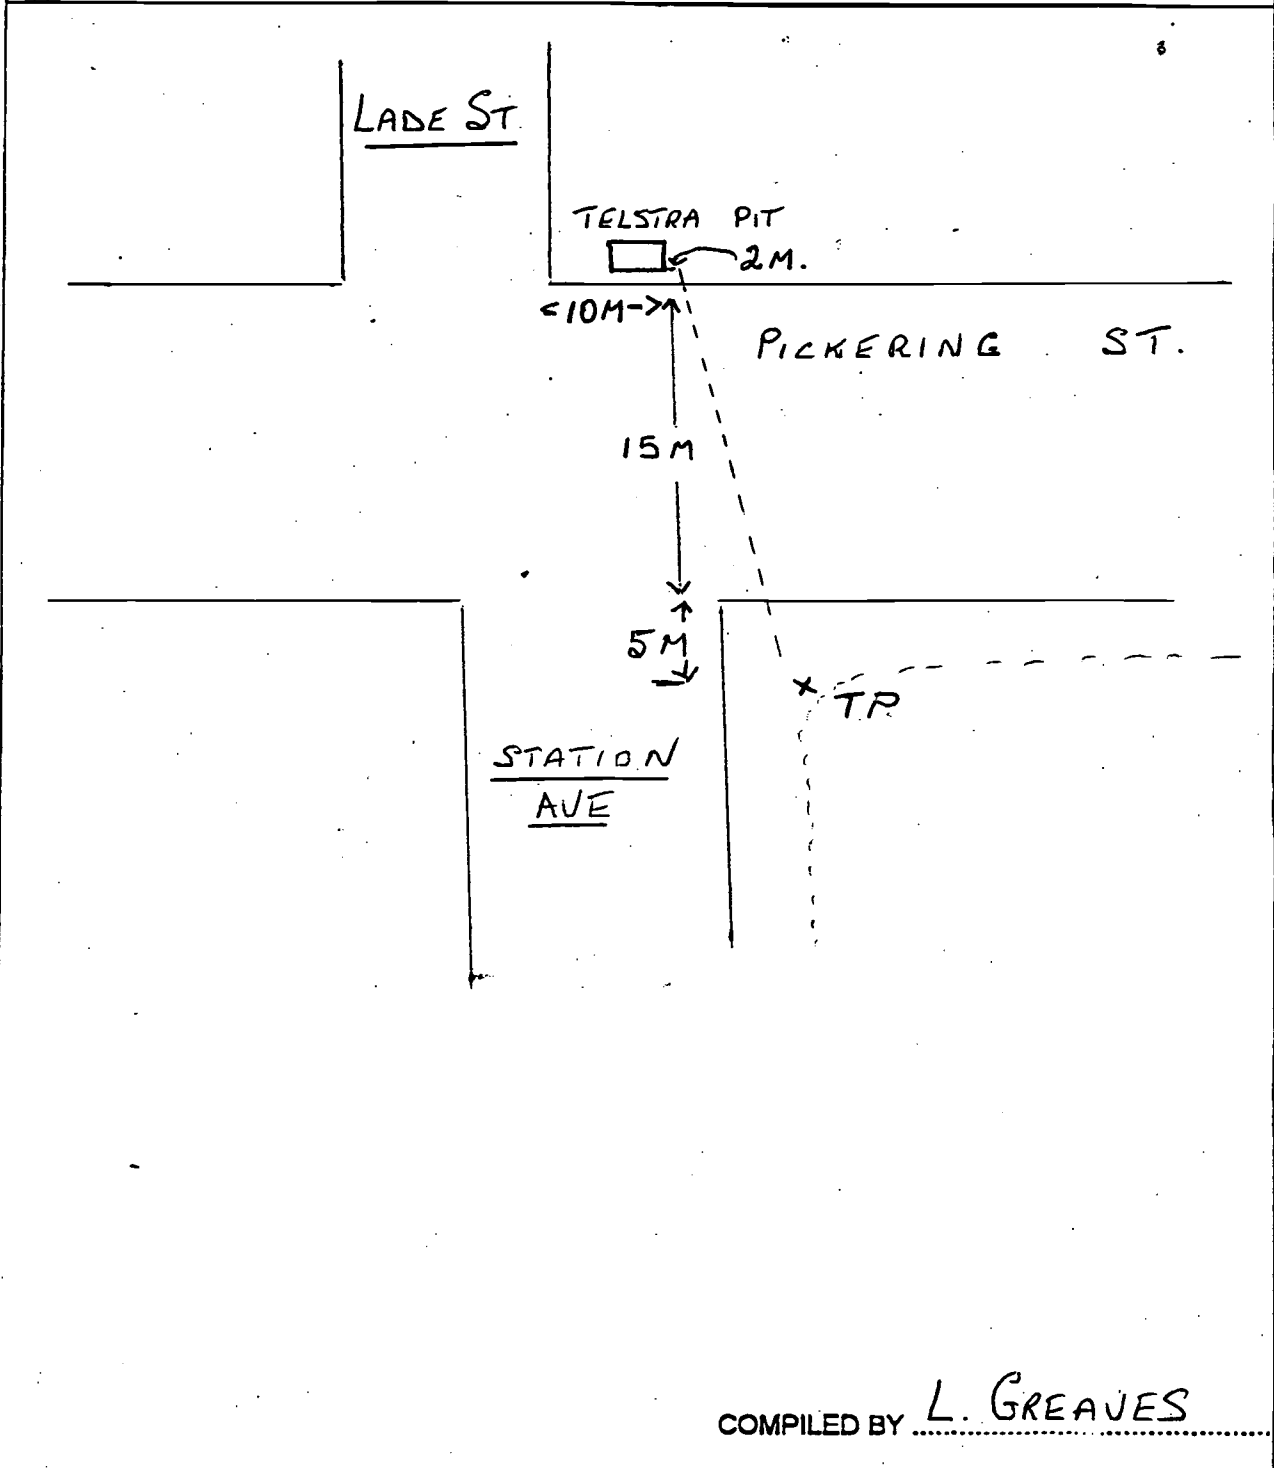 LADE ST
TELSTRA PIT
2M.
<10M->
PICKERING ST.
15M
5M
TP
STATION
AVE
COMPILED BY L. GREAVES